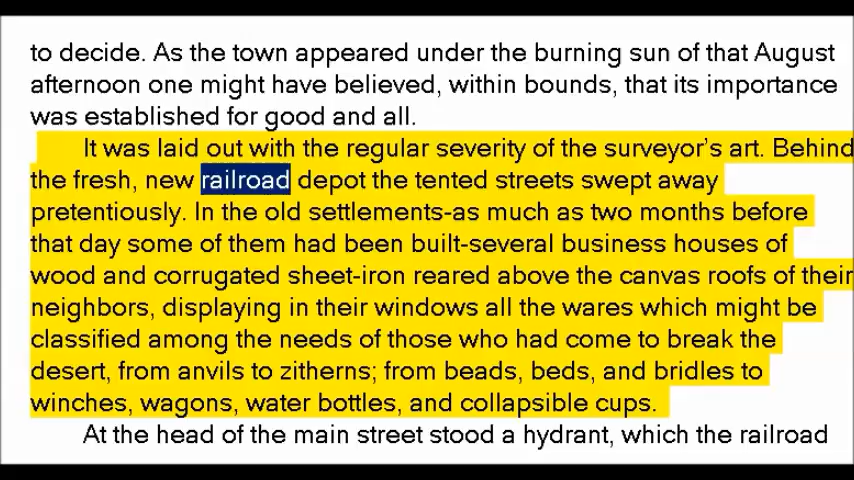 to decide. As the town appeared under the burning sun of that August
afternoon one might have believed, within bounds, that its importance
was established for good and all.
It was laid out with the regular severity of the surveyor’s art. Behind
the fresh, new railroad depot the tented streets swept away
pretentiously. In the old settlements-as much as two months before
that day some of them had been built-several business houses of
wood and corrugated sheet-iron reared above the canvas roofs of their
neighbors, displaying in their windows all the wares which might be
classified among the needs of those who had come to break the
desert, from anvils to zitherns; from beads, beds, and bridles to
winches, wagons, water bottles, and collapsible cups.
At the head of the main street stood a hydrant, which the railroad